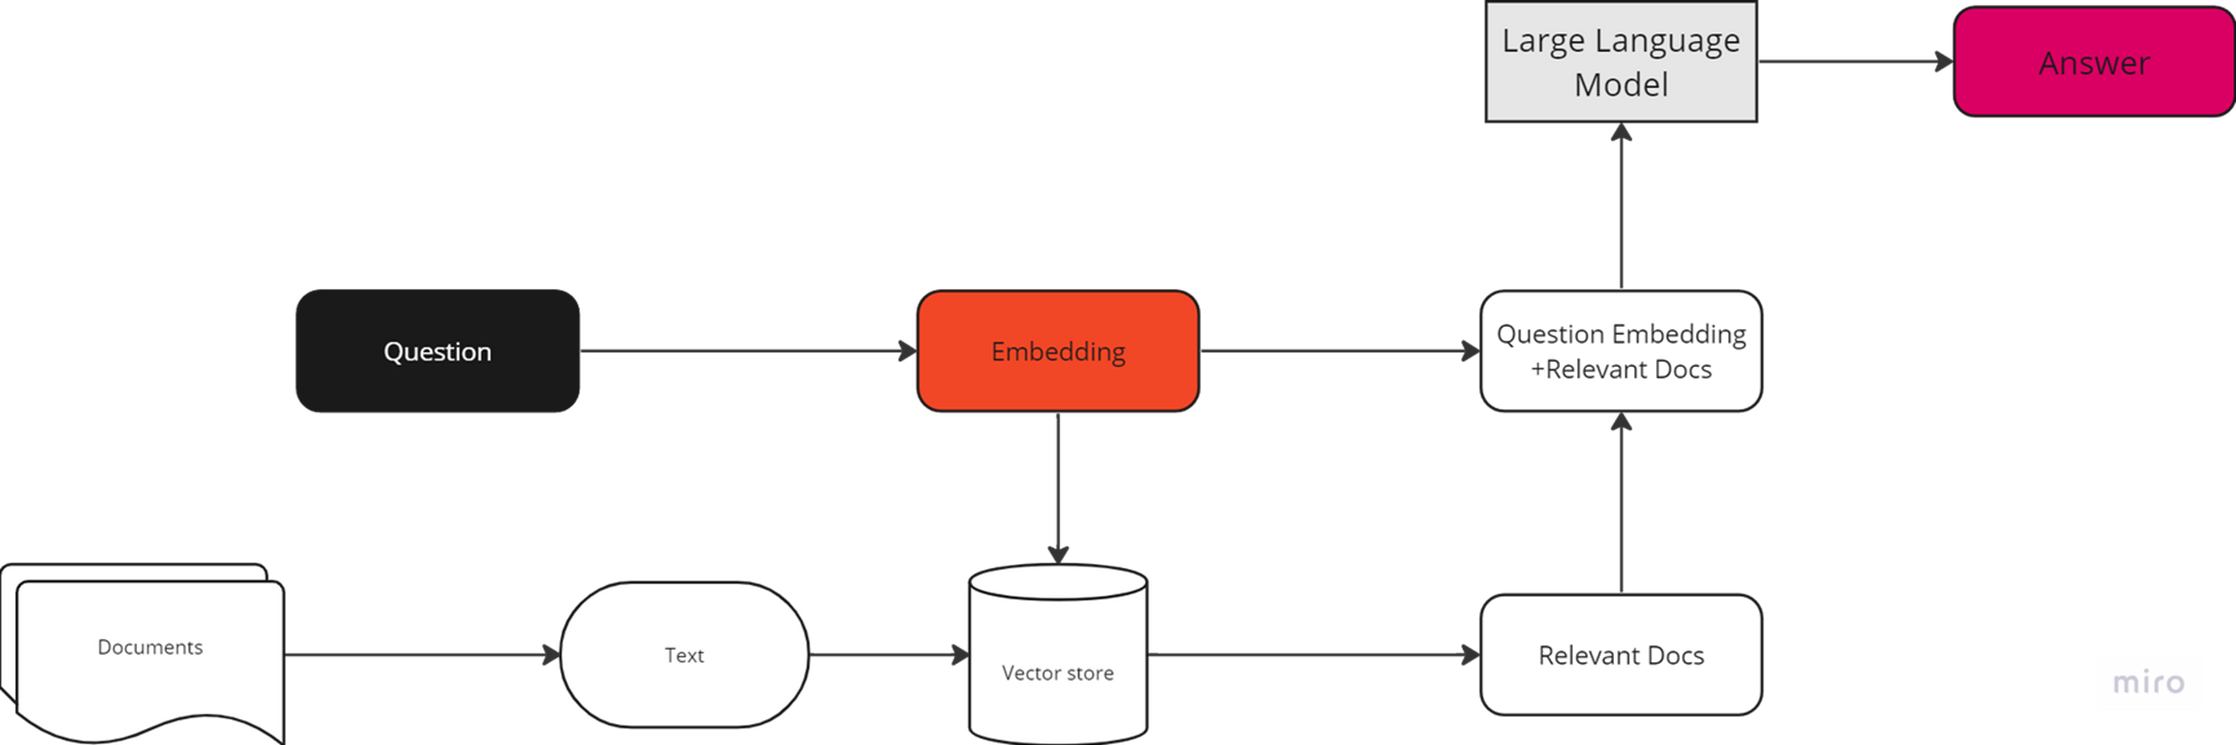 Large Language
Model
Answer
Question
Embedding
Question Embedding
+Relevant Docs
Documents
Text
Vector store
Relevant Docs
miro